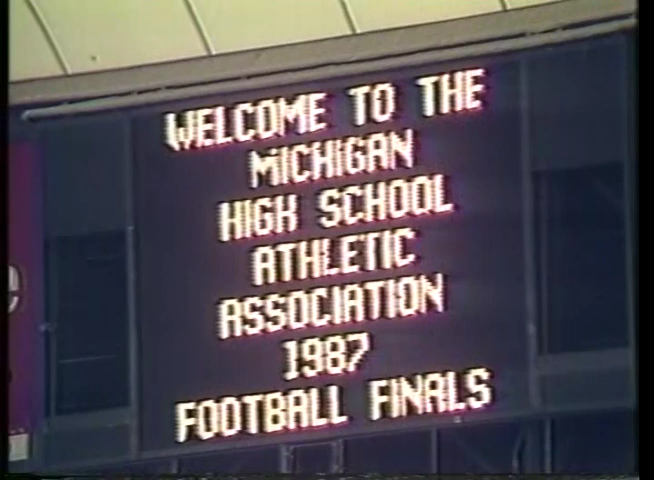 WELCOME TO THE
MICHIGAN
HIGH SCHOOL
ATHLETIC
ASSOCIATION
1987
FOOTBALL FINALS